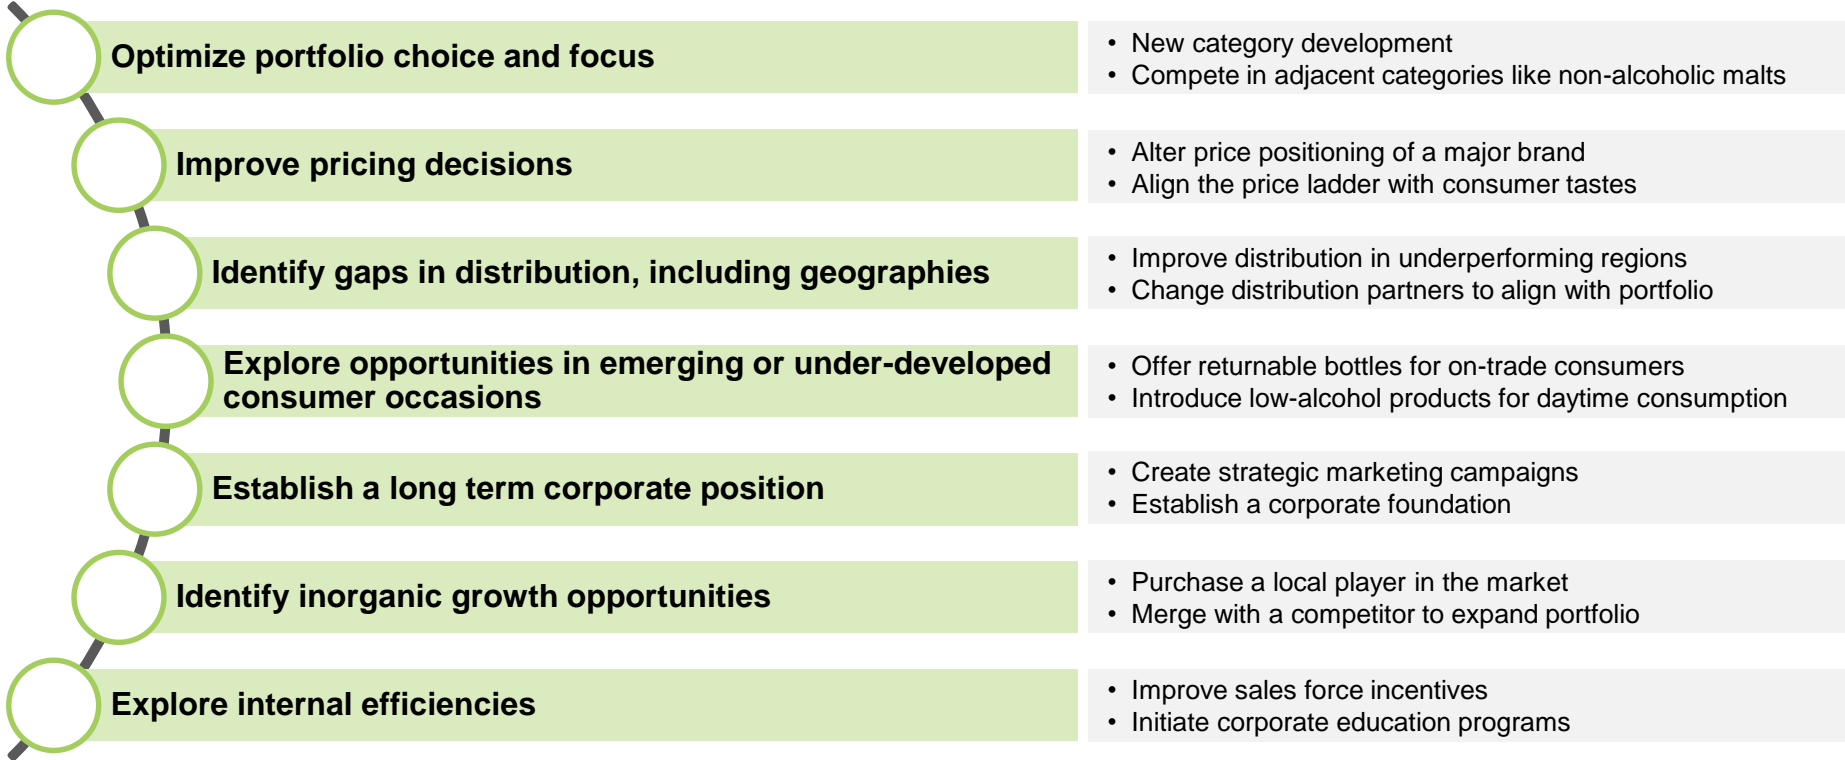 Optimize portfolio choice and focus
• New category development
• Compete in adjacent categories like non-alcoholic malts
Improve pricing decisions
• Alter price positioning of a major brand
• Align the price ladder with consumer tastes
Identify gaps in distribution, including geographies
• Improve distribution in underperforming regions
• Change distribution partners to align with portfolio
Explore opportunities in emerging or under-developed
consumer occasions
• Offer returnable bottles for on-trade consumers
• Introduce low-alcohol products for daytime consumption
Establish a long term corporate position
• Create strategic marketing campaigns
• Establish a corporate foundation
Identify inorganic growth opportunities
• Purchase a local player in the market
• Merge with a competitor to expand portfolio
Explore internal efficiencies
• Improve sales force incentives
• Initiate corporate education programs